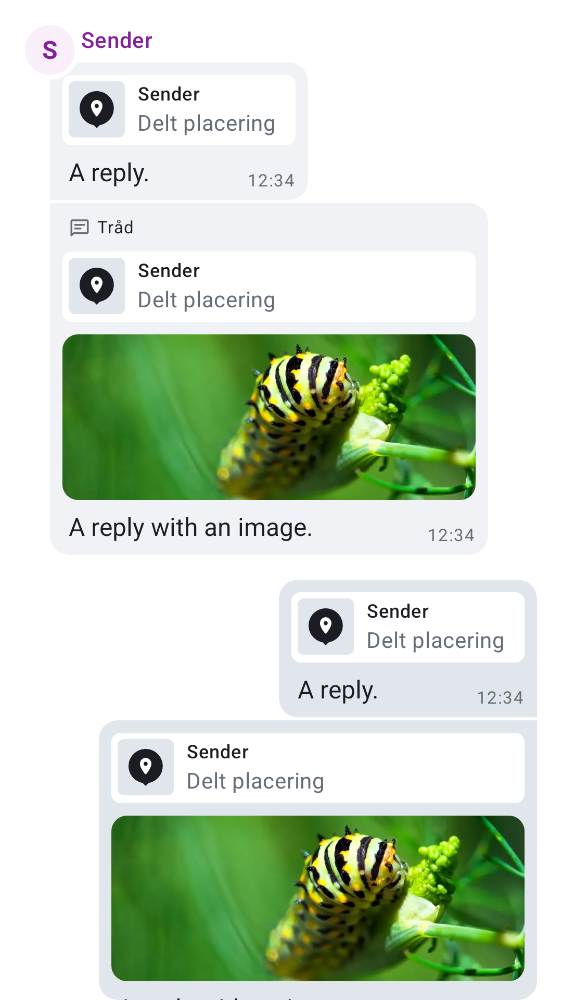 S
Sender
Sender
Delt placering
A reply.
12:34
Tråd
Sender
Delt placering
A reply with an image.
12:34
Sender
Delt placering
A reply.
12:34
Sender
Delt placering